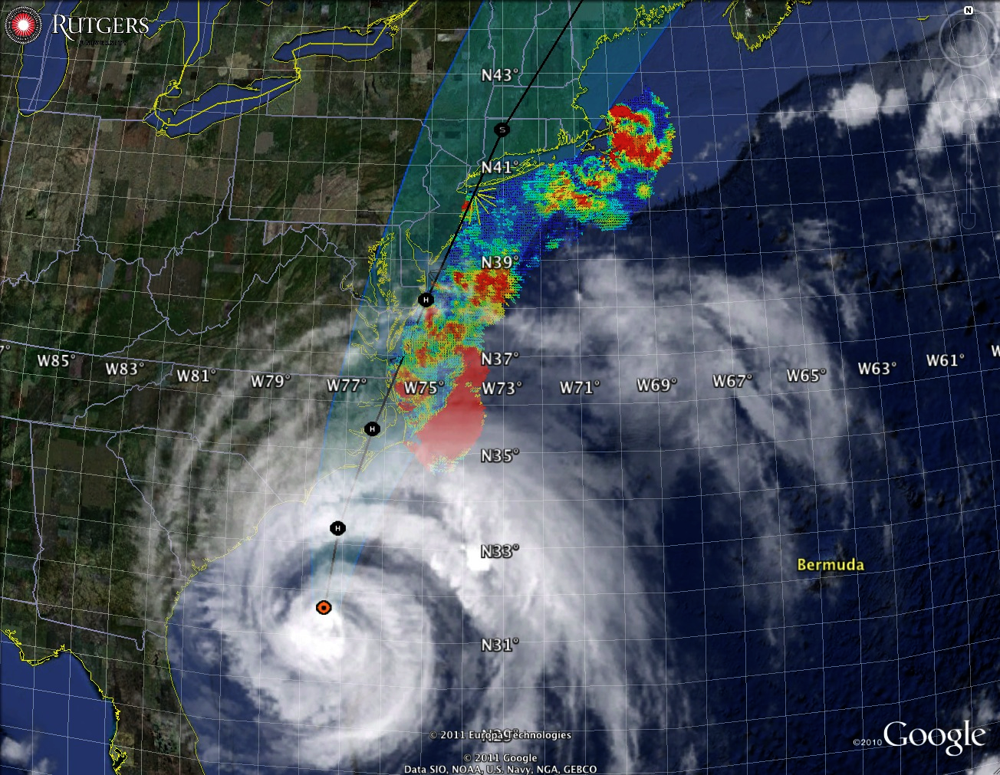 N
RUTGERS
UNIVERSITY
N43°
S
N41°
N39°
H
N37°
W85°
W83°
W81°
W79°
W77°
W75°
W73°
W71°
W69°
W67°
W65°
W63°
W61°
H
N35°
H
N33°
Bermuda
N31°
© 2011 Europa Technologies
©2010 Google
© 2011 Google
Data SIO, NOAA, U.S. Navy, NGA, GEBCO